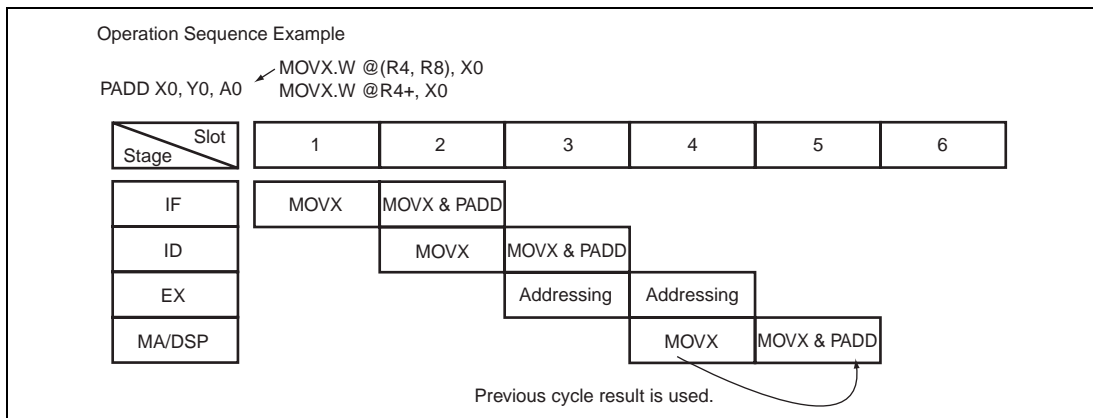 Operation Sequence Example
MOVX.W @(R4, R8), X0
PADD X0, Y0, A0 MOVX.W @R4+, X0
Slot
Stage
1 2 3 4 5 6
IF MOVX MOVX & PADD
ID MOVX MOVX & PADD
EX Addressing Addressing
MA/DSP MOVX MOVX & PADD
Previous cycle result is used.